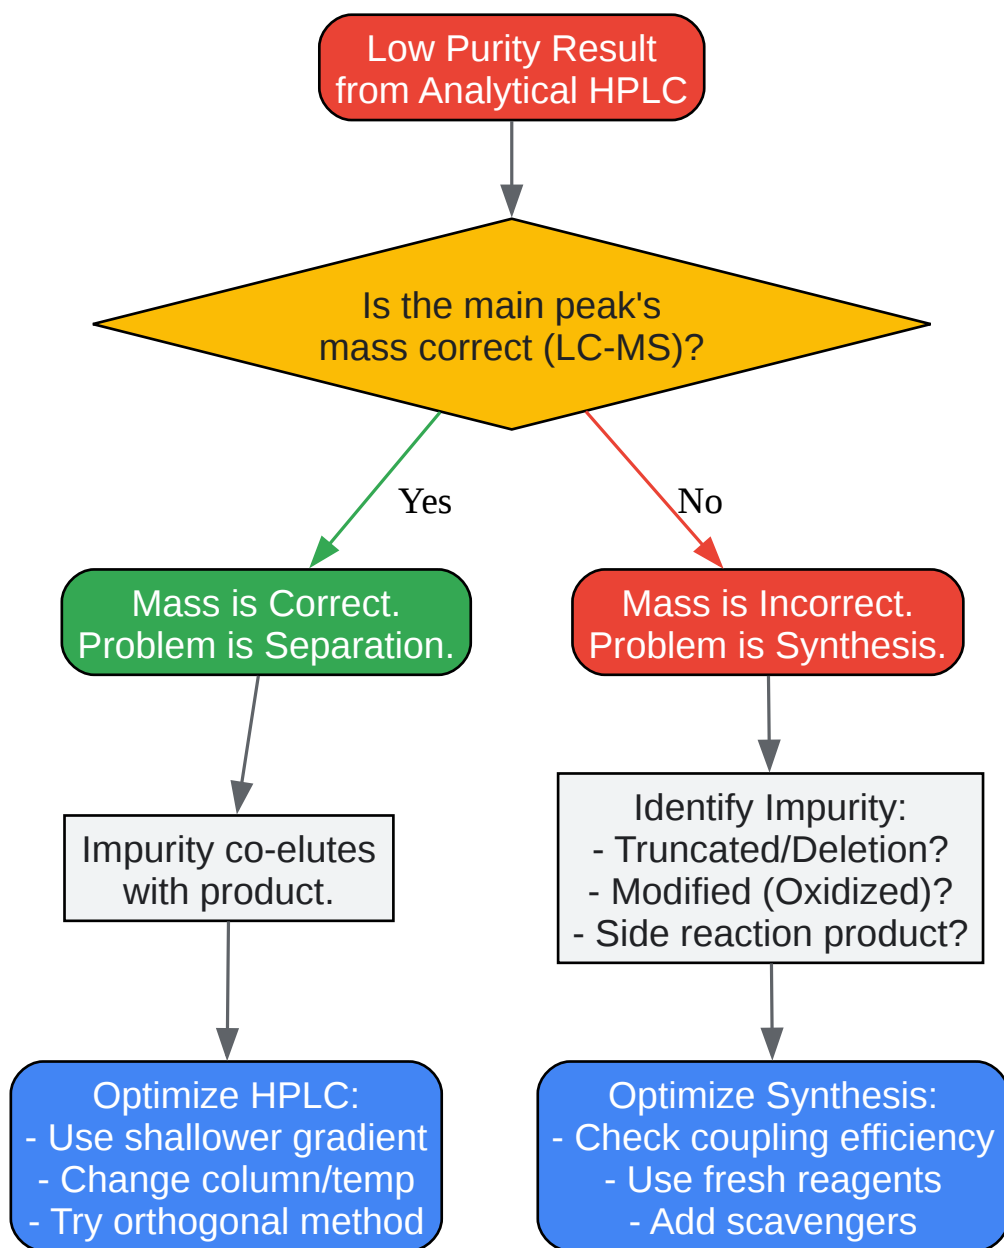 Low Purity Result
from Analytical HPLC
Is the main peak's
mass correct (LC-MS)?
Yes
No
Mass is Correct.
Problem is Separation.
Mass is Incorrect.
Problem is Synthesis.
Impurity co-elutes
with product.
Identify Impurity:
- Truncated/Deletion?
- Modified (Oxidized)?
- Side reaction product?
Optimize HPLC:
- Use shallower gradient
- Change column/temp
- Try orthogonal method
Optimize Synthesis:
- Check coupling efficiency
- Use fresh reagents
- Add scavengers